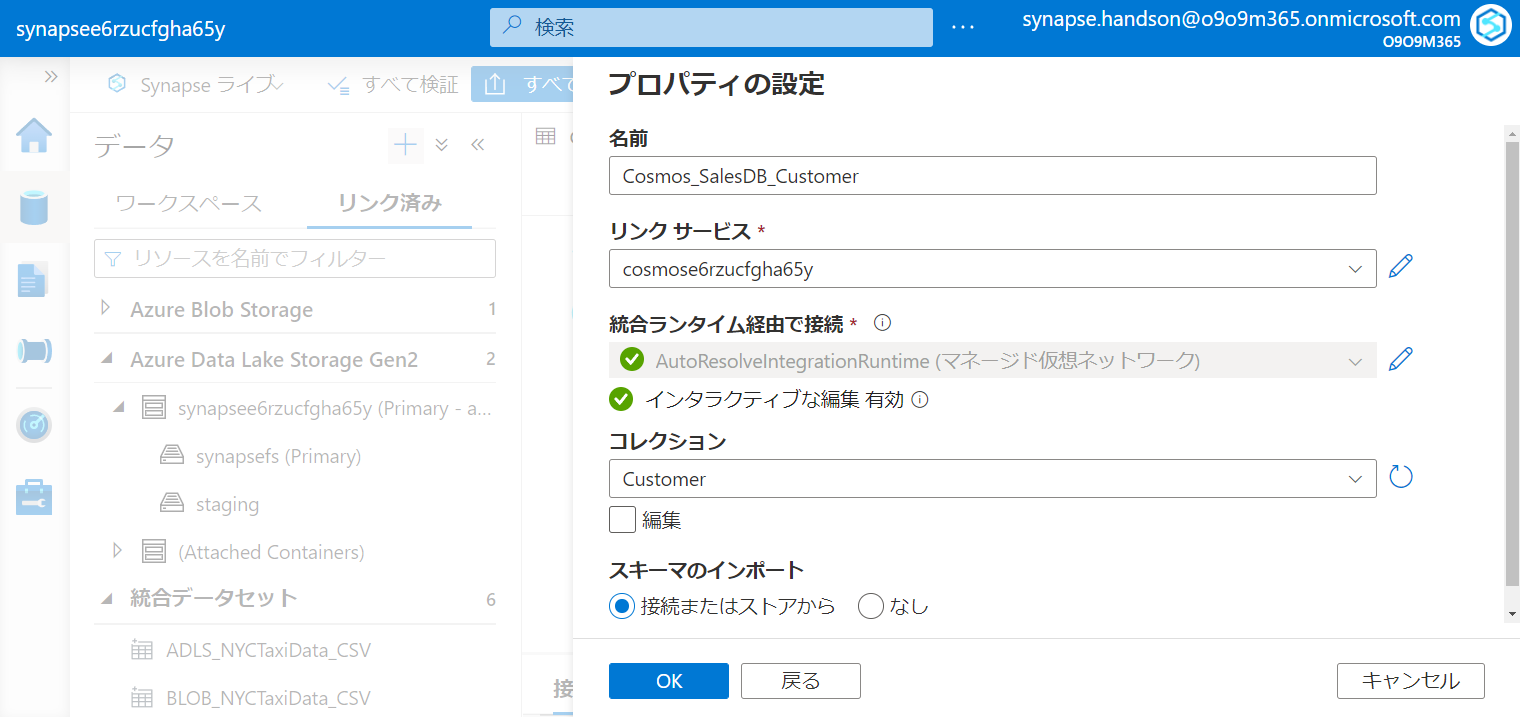 synapsee6rzucfgha65y
検索
synapse.handson@o9o9m365.onmicrosoft.com
O9O9M365
Synapse ライブ
すべて検証
すべて
データ
ワークスペース
リンク済み
リソースを名前でフィルター
Azure Blob Storage 1
Azure Data Lake Storage Gen2 2
synapsee6rzucfgha65y (Primary - a...
synapsefs (Primary)
staging
(Attached Containers)
統合データセット 6
ADLS_NYCTaxiData_CSV
BLOB_NYCTaxiData_CSV
接
プロパティの設定
名前
Cosmos_SalesDB_Customer
リンク サービス *
cosmose6rzucfgha65y
統合ランタイム経由で接続 *
AutoResolveIntegrationRuntime (マネージド仮想ネットワーク)
インタラクティブな編集 有効
コレクション
Customer
編集
スキーマのインポート
接続またはストアから
なし
OK
戻る
キャンセル